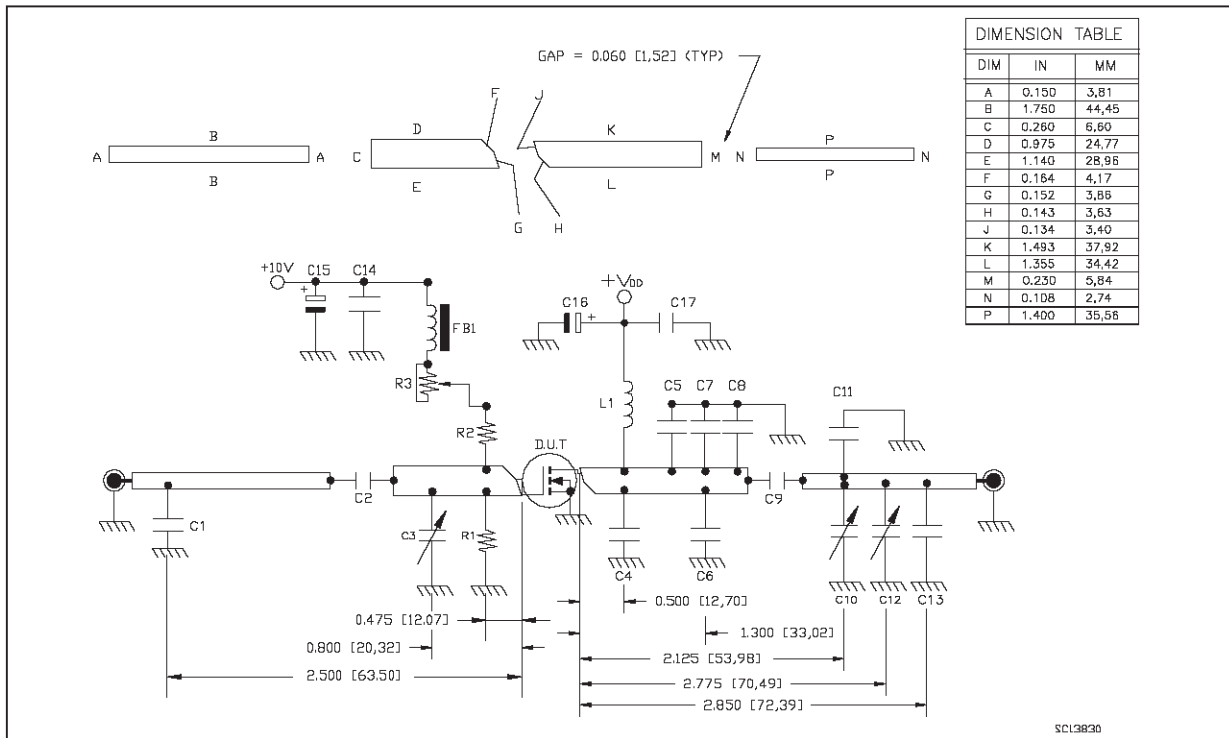 DIMENSION TABLE
DIM IN MM
A 0.150 3,81
B 1.750 44,45
C 0.260 6,60
D 0.975 24,77
E 1.140 28,96
F 0.164 4,17
G 0.152 3,86
H 0.143 3,63
J 0.134 3,40
K 1.493 37,92
L 1.355 34,42
M 0.230 5,84
N 0.108 2,74
P 1.400 35,56
GAP = 0.060 [1,52] (TYP)
F J
B D K P
A A C M N N
B E L P
G H
+10V C15 C14
+
FB1
R3
R2
+VDD
C16 + C17
L1
C5 C7 C8
C11
D.U.T
C2 C9
C1
C3 R1
C4 C6
C10 C12 C13
0.475 [12.07]
0.800 [20,32]
2.500 [63.50]
0.500 [12,70]
1.300 [33,02]
2.125 [53,98]
2.775 [70,49]
2.850 [72,39]
SC13830